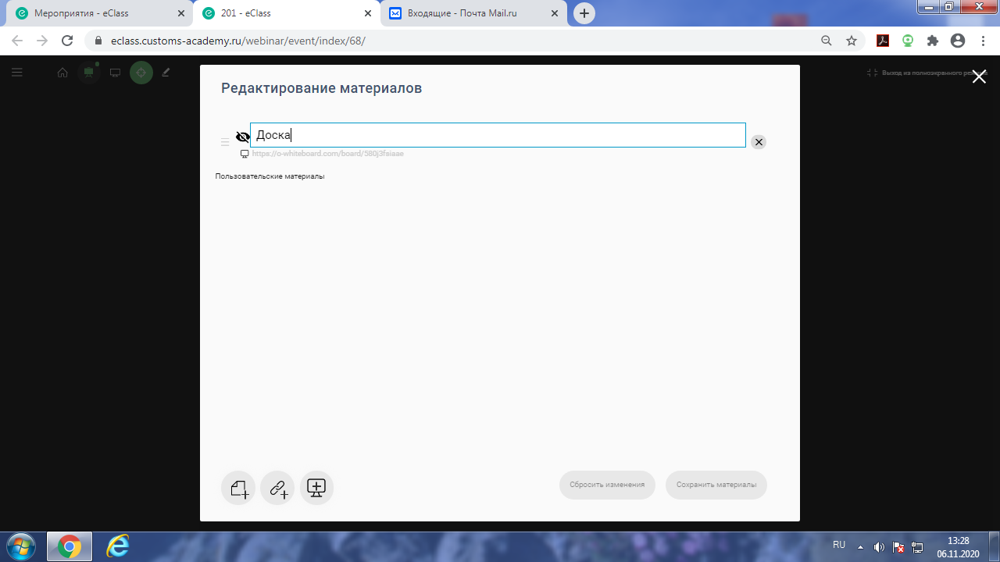 Мероприятия - eClass
201 - eClass
Входящие - Почта Mail.ru
eclass.customs-academy.ru/webinar/event/index/68/
Выход из полноэкранного режима
Редактирование материалов
Доска
https://o-whiteboard.com/board/580j3fsiaae
Пользовательские материалы
Сбросить изменения
Сохранить материалы
RU
13:28
06.11.2020